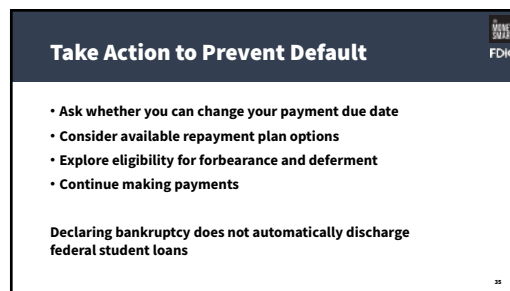 MONEY
SMART
FDIC
Take Action to Prevent Default
• Ask whether you can change your payment due date
• Consider available repayment plan options
• Explore eligibility for forbearance and deferment
• Continue making payments
Declaring bankruptcy does not automatically discharge
federal student loans
35